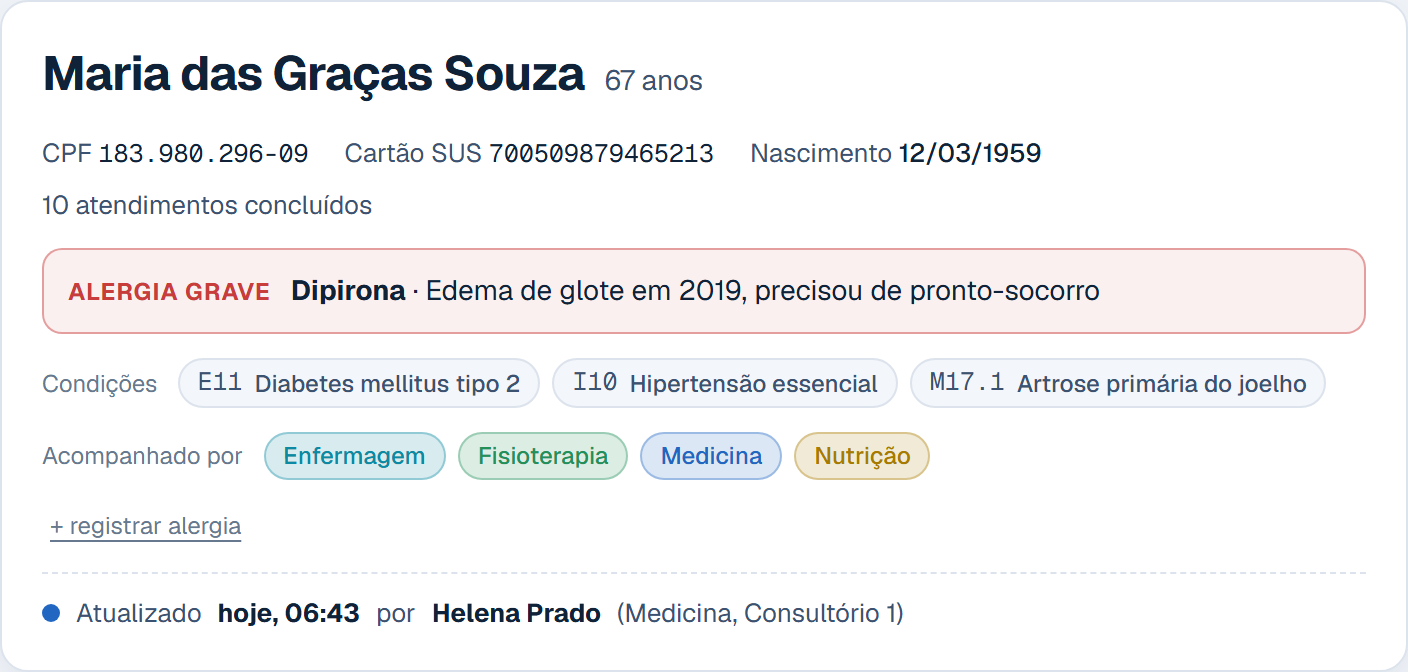 Maria das Graças Souza 67 anos
CPF 183.980.296-09 Cartão SUS 700509879465213 Nascimento 12/03/1959
10 atendimentos concluídos
ALERGIA GRAVE Dipirona · Edema de glote em 2019, precisou de pronto-socorro
Condições E11 Diabetes mellitus tipo 2 I10 Hipertensão essencial M17.1 Artrose primária do joelho
Acompanhado por Enfermagem Fisioterapia Medicina Nutrição
+ registrar alergia
Atualizado hoje, 06:43 por Helena Prado (Medicina, Consultório 1)